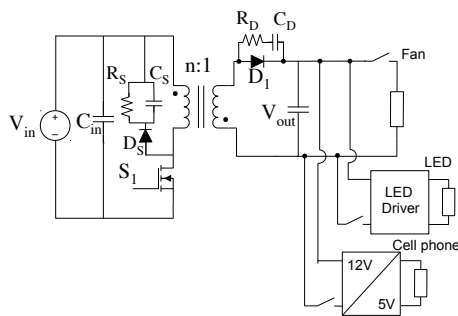 R_D C_D
n:1
Fan
R_S C_S
D_1
V_in C_in
V_out
D_S
S_1
LED
LED
Driver
Cell phone
12V
5V